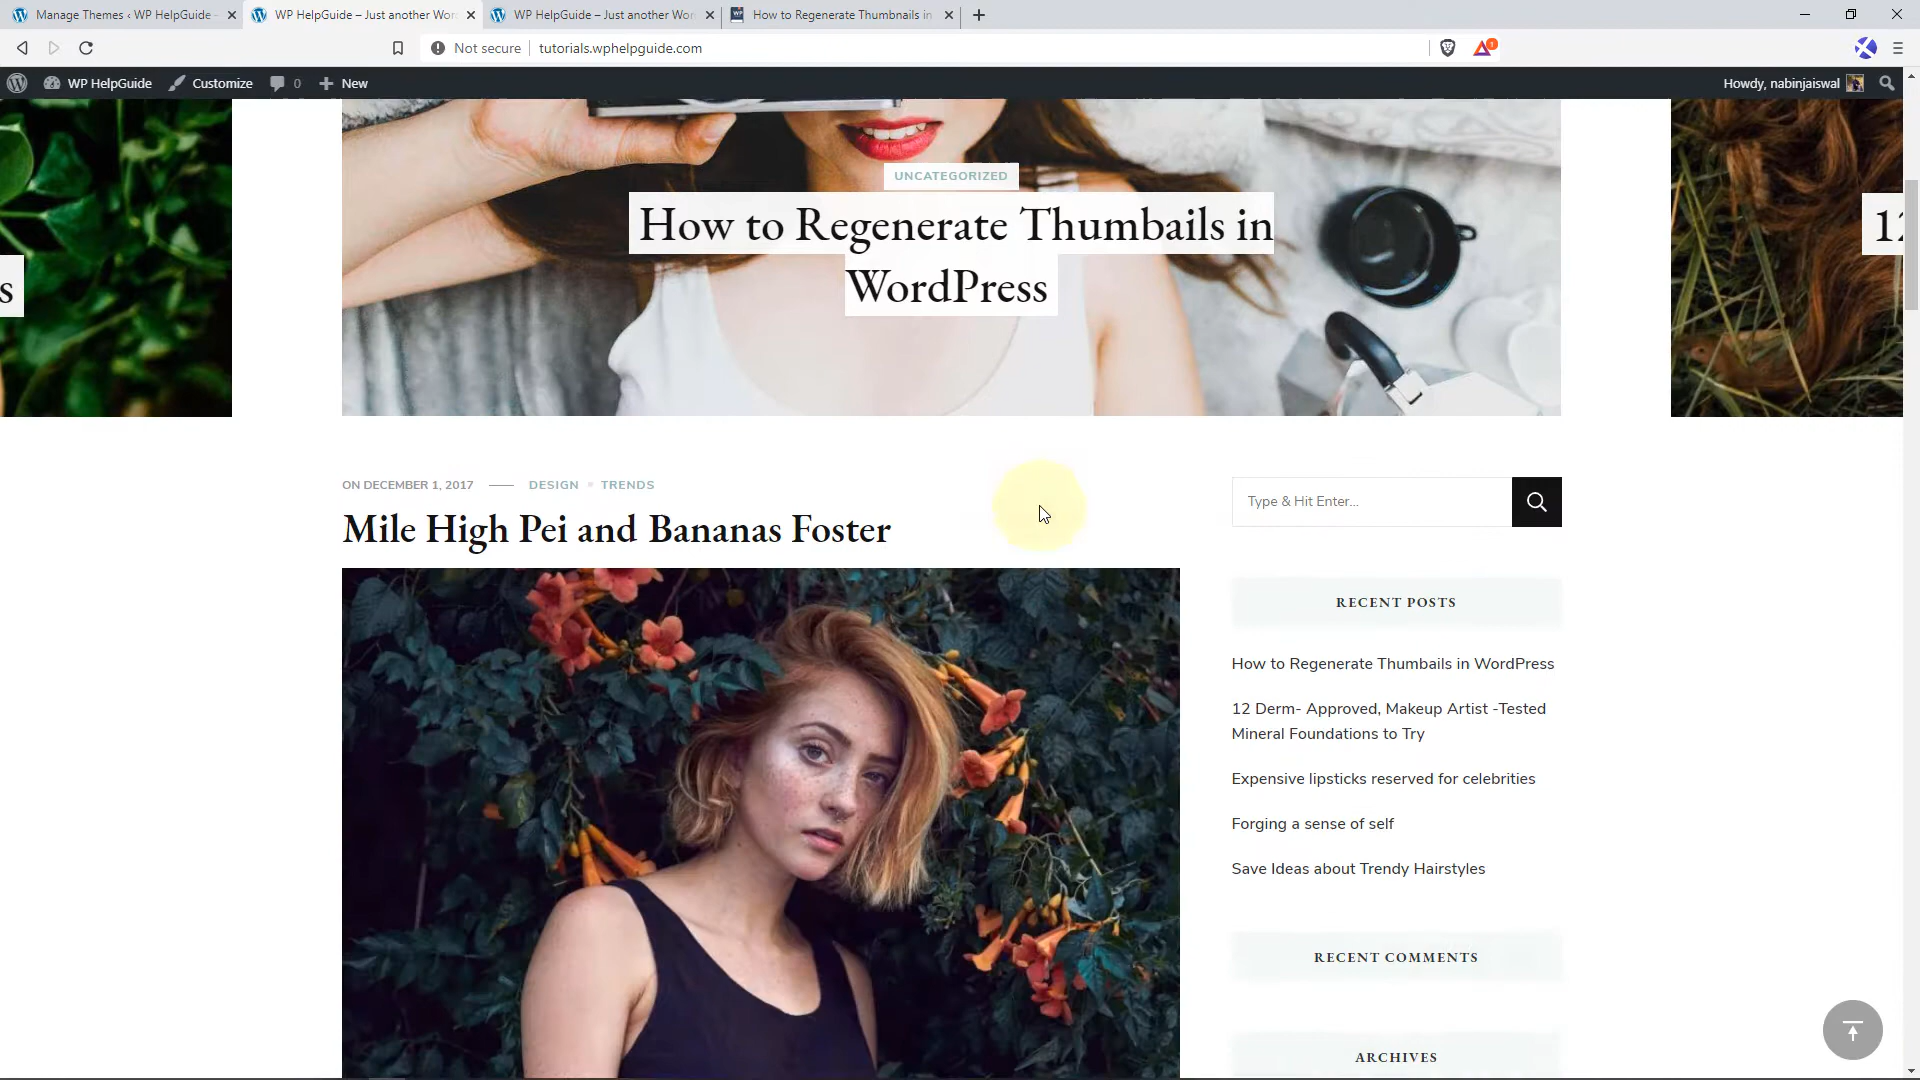 Manage Themes ‹ WP HelpGuide -
WP HelpGuide – Just another Wor
WP HelpGuide – Just another Wor
How to Regenerate Thumbnails in
Not secure
tutorials.wphelpguide.com
1
WP HelpGuide
Customize
0
New
Howdy, nabinjaiswal
UNCATEGORIZED
How to Regenerate Thumbails in
WordPress
s
12
ON DECEMBER 1, 2017
DESIGN
TRENDS
Mile High Pei and Bananas Foster
Type & Hit Enter...
RECENT POSTS
How to Regenerate Thumbails in WordPress
12 Derm- Approved, Makeup Artist -Tested
Mineral Foundations to Try
Expensive lipsticks reserved for celebrities
Forging a sense of self
Save Ideas about Trendy Hairstyles
RECENT COMMENTS
ARCHIVES